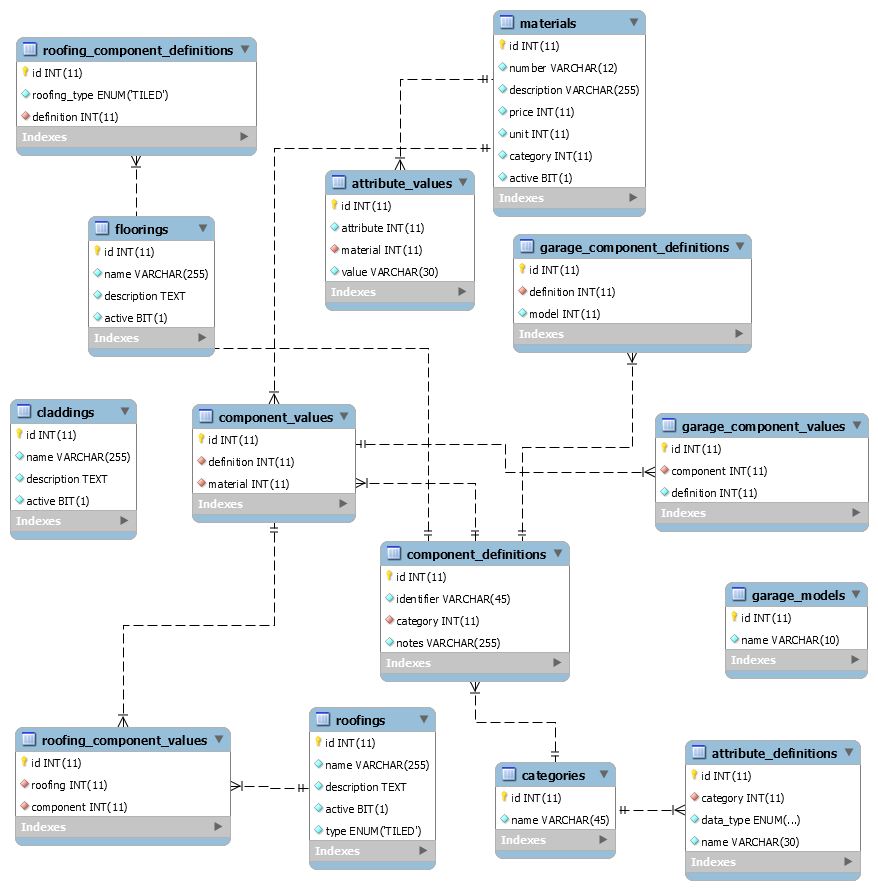 materials
id INT(11)
number VARCHAR(12)
description VARCHAR(255)
price INT(11)
unit INT(11)
category INT(11)
active BIT(1)
Indexes
roofing_component_definitions
id INT(11)
roofing_type ENUM('TILED')
definition INT(11)
Indexes
attribute_values
id INT(11)
attribute INT(11)
material INT(11)
value VARCHAR(30)
Indexes
floorings
id INT(11)
name VARCHAR(255)
description TEXT
active BIT(1)
Indexes
garage_component_definitions
id INT(11)
definition INT(11)
model INT(11)
Indexes
claddings
id INT(11)
name VARCHAR(255)
description TEXT
active BIT(1)
Indexes
component_values
id INT(11)
definition INT(11)
material INT(11)
Indexes
garage_component_values
id INT(11)
component INT(11)
definition INT(11)
Indexes
component_definitions
id INT(11)
identifier VARCHAR(45)
category INT(11)
notes VARCHAR(255)
Indexes
garage_models
id INT(11)
name VARCHAR(10)
Indexes
roofing_component_values
id INT(11)
roofing INT(11)
component INT(11)
Indexes
roofings
id INT(11)
name VARCHAR(255)
description TEXT
active BIT(1)
type ENUM('TILED')
Indexes
categories
id INT(11)
name VARCHAR(45)
Indexes
attribute_definitions
id INT(11)
category INT(11)
data_type ENUM(...)
name VARCHAR(30)
Indexes